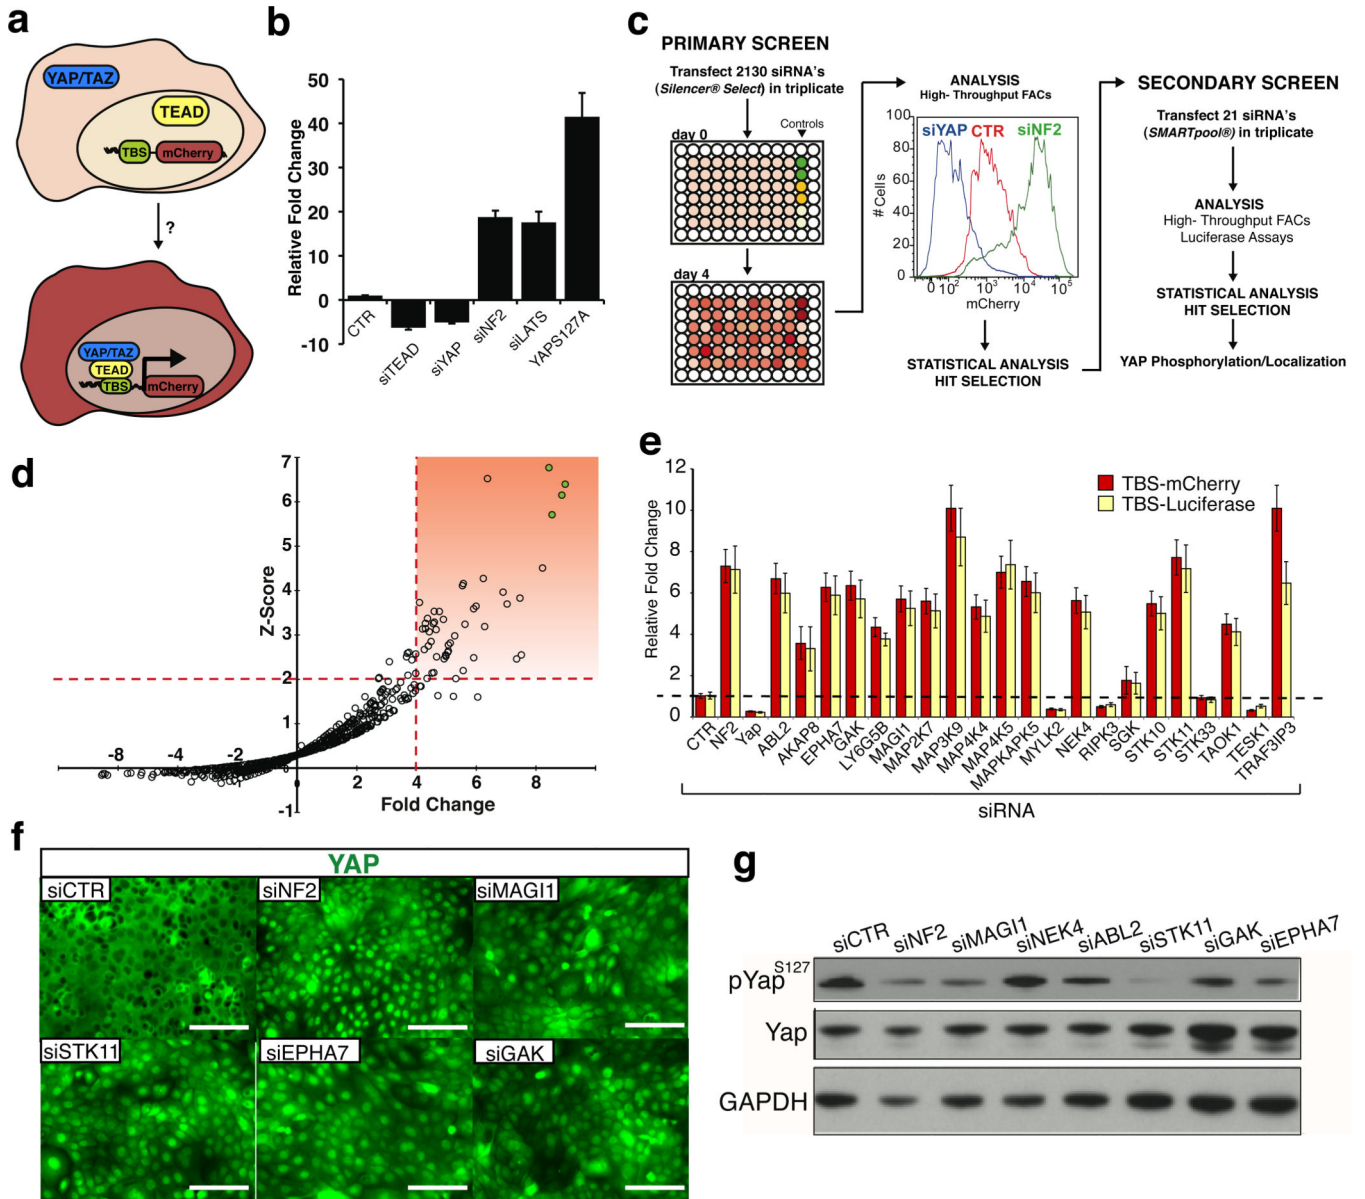 a
YAP/TAZ
TEAD
TBS
mCherry
?
YAP/TAZ
TEAD
TBS
mCherry
b
Relative Fold Change
50
40
30
20
10
0
-10
CTR
siTEAD
siYAP
siNF2
siLATS
YAPS127A
c
PRIMARY SCREEN
Transfect 2130 siRNA's
(Silencer® Select) in triplicate
Controls
day 0
day 4
ANALYSIS
High- Throughput FACs
siYAP CTR siNF2
# Cells
100
80
60
40
20
0
0 10² 10³ 10⁴ 10⁵
mCherry
STATISTICAL ANALYSIS
HIT SELECTION
SECONDARY SCREEN
Transfect 21 siRNA's
(SMARTpool®) in triplicate
ANALYSIS
High- Throughput FACs
Luciferase Assays
STATISTICAL ANALYSIS
HIT SELECTION
YAP Phosphorylation/Localization
d
Z-Score
7
6
5
4
3
2
1
-1
-8 -4 -2 0 2 4 6 8
Fold Change
e
Relative Fold Change
12
10
8
6
4
2
0
TBS-mCherry
TBS-Luciferase
CTR
NF2
Yap
ABL2
AKAP8
EPHA7
GAK
LY6G5B
MAGI1
MAP2K7
MAP3K9
MAP4K4
MAP4K5
MAPKAPK5
MYLK2
NEK4
RIPK3
SGK
STK10
STK11
STK33
TAOK1
TESK1
TRAF3IP3
siRNA
f
YAP
siCTR
siNF2
siMAGI1
siSTK11
siEPHA7
siGAK
g
siCTR
siNF2
siMAGI1
siNEK4
siABL2
siSTK11
siGAK
siEPHA7
pYap S127
Yap
GAPDH